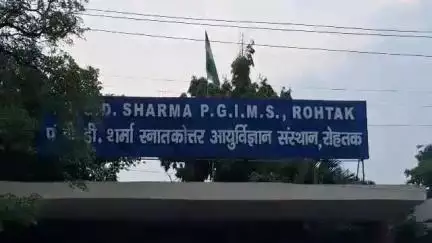 D. SHARMA P.G.I.M.S., ROHTAK
डी. शर्मा स्नातकोत्तर आयुर्विज्ञान संस्थान,रोहतक